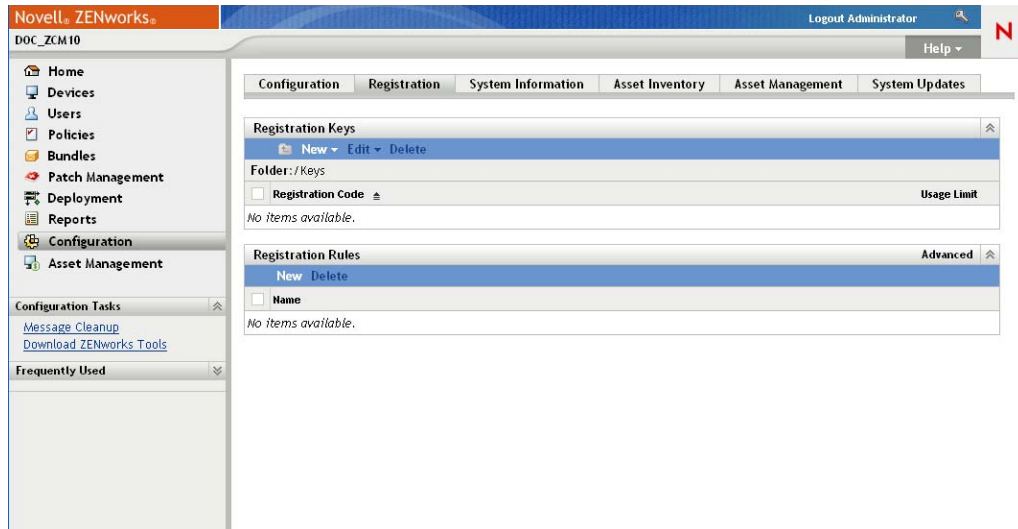 Novell® ZENworks®
Logout Administrator
N
DOC_ZCM10
Help
Home
Devices
Users
Policies
Bundles
Patch Management
Deployment
Reports
Configuration
Asset Management
Configuration Tasks
Message Cleanup
Download ZENworks Tools
Frequently Used
Configuration Registration System Information Asset Inventory Asset Management System Updates
Registration Keys
New Edit Delete
Folder:/Keys
Registration Code Usage Limit
No items available.
Registration Rules Advanced
New Delete
Name
No items available.